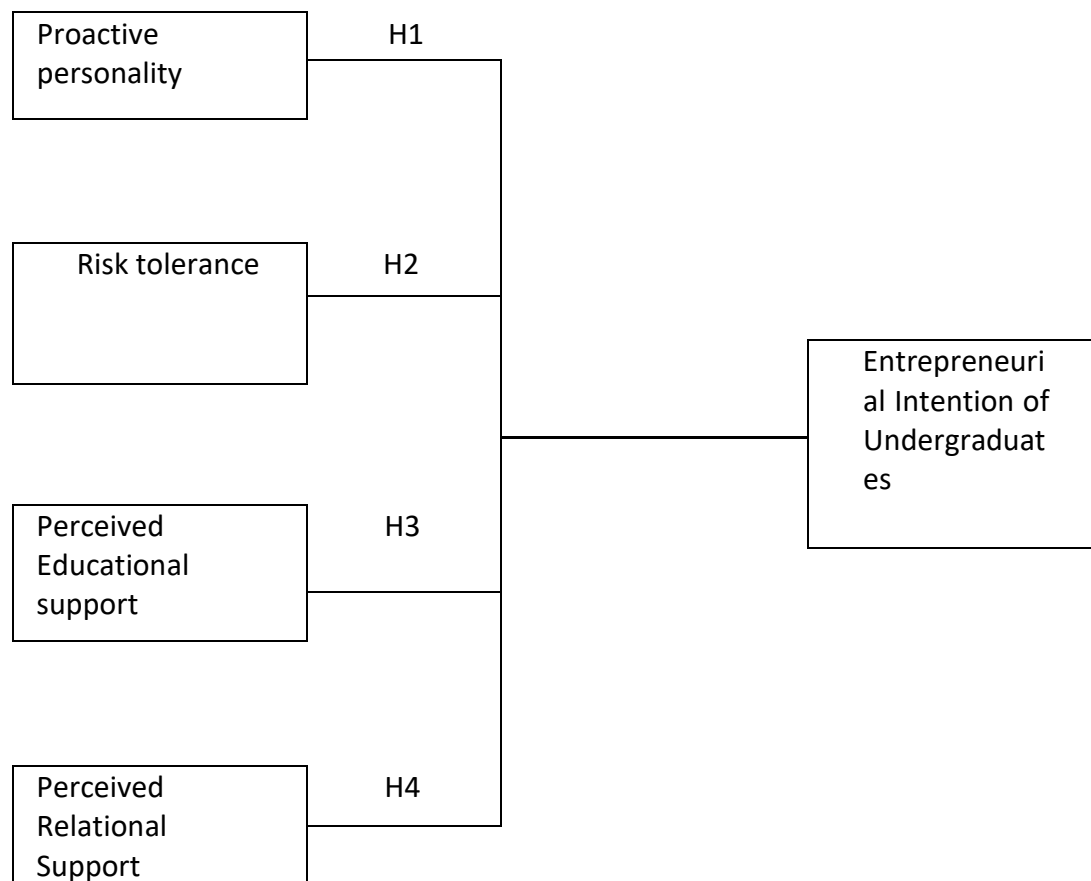 Proactive
personality
H1
Risk tolerance
H2
Entrepreneuri
al Intention of
Undergraduat
es
Perceived
Educational
support
H3
Perceived
Relational
Support
H4